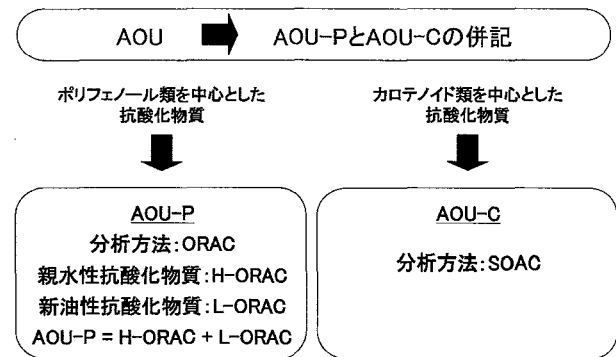 AOU AOU-PとAOU-Cの併記
ポリフェノール類を中心とした
抗酸化物質
カロテノイド類を中心とした
抗酸化物質
AOU-P
分析方法:ORAC
親水性抗酸化物質:H-ORAC
新油性抗酸化物質:L-ORAC
AOU-P = H-ORAC + L-ORAC
AOU-C
分析方法:SOAC